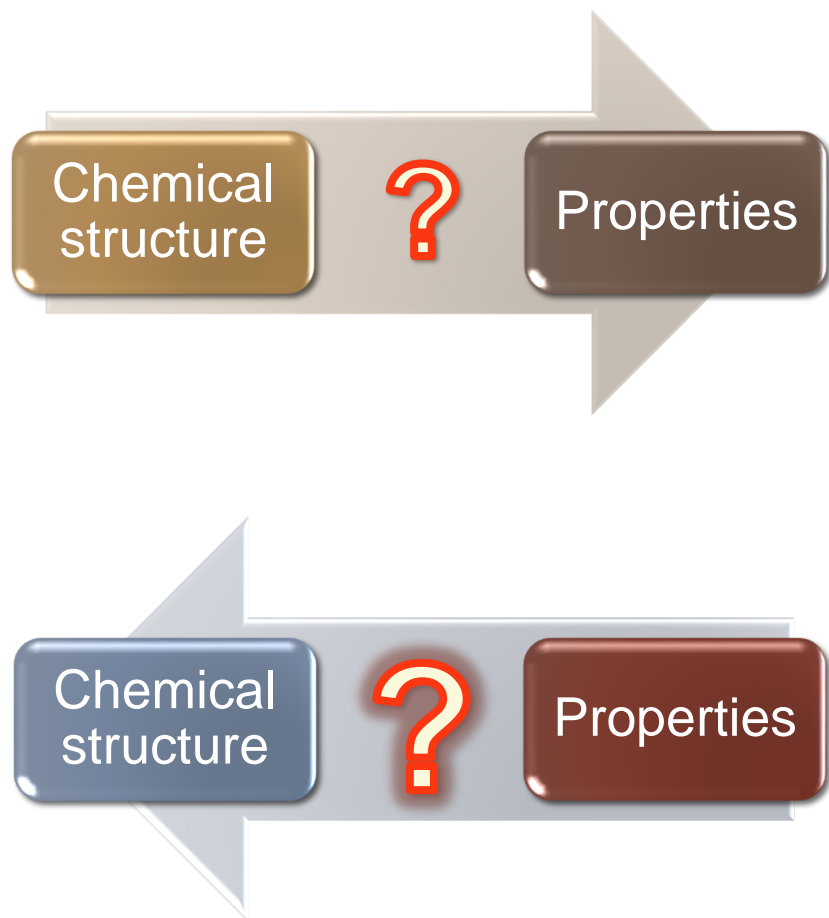 Chemical
structure
?
Properties
Chemical
structure
?
Properties